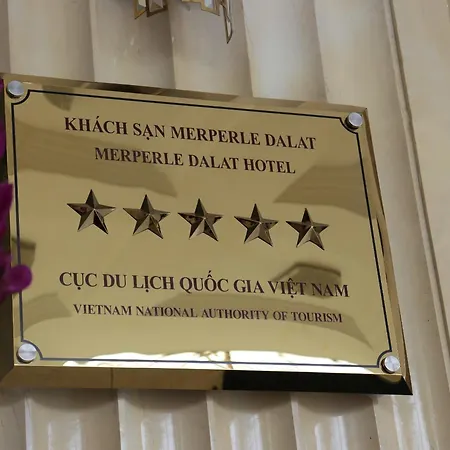 KHÁCH SẠN MERPERLE DALAT
MERPERLE DALAT HOTEL
CỤC DU LỊCH QUỐC GIA VIỆT NAM
VIETNAM NATIONAL AUTHORITY OF TOURISM